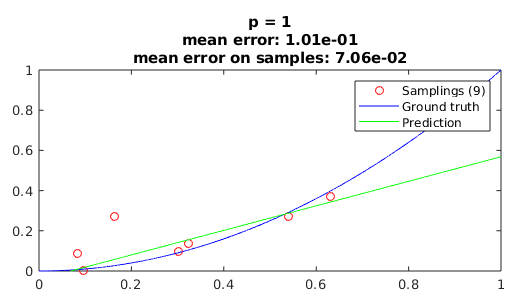 p = 1
mean error: 1.01e-01
mean error on samples: 7.06e-02
1
0.8
0.6
0.4
0.2
0
Samplings (9)
Ground truth
Prediction
0 0.2 0.4 0.6 0.8 1